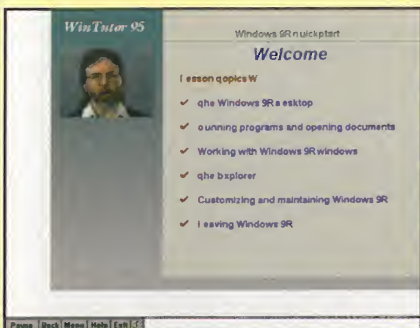 WinTutor 95
Windows 9R nuickptart
Welcome
I esson qopics W
qhe Windows 9R a esktop
o unning programs and opening documents
Working with Windows 9R windows
qhe bxplorer
Customizing and maintaining Windows 9R
I eaving Windows 9R
Pause Back Menu Help Exit